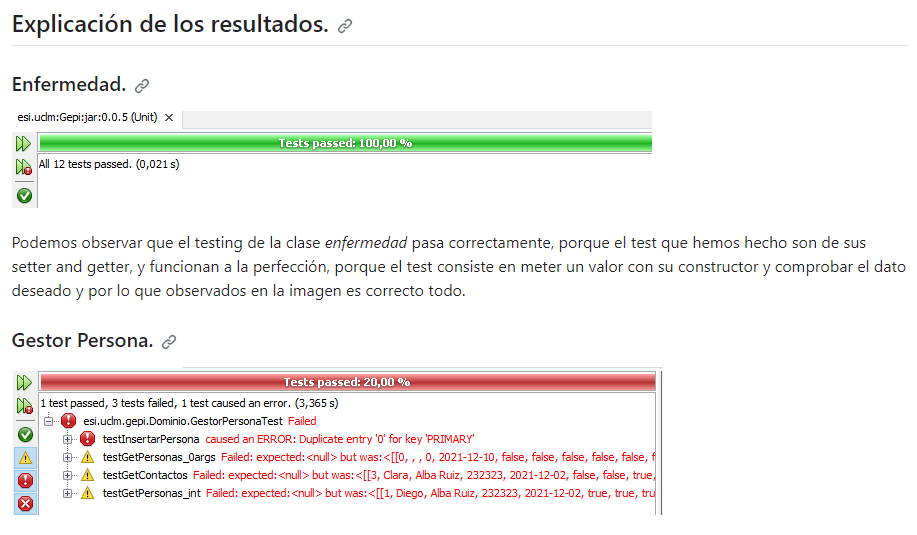 Explicación de los resultados.
Enfermedad.
esi.uclm:Gepi:jar:0.0.5 (Unit) ×
Tests passed: 100,00 %
All 12 tests passed. (0,021 s)
Podemos observar que el testing de la clase enfermedad pasa correctamente, porque el test que hemos hecho son de sus
setter and getter, y funcionan a la perfección, porque el test consiste en meter un valor con su constructor y comprobar el dato
deseado y por lo que observados en la imagen es correcto todo.
Gestor Persona.
Tests passed: 20,00 %
1 test passed, 3 tests failed, 1 test caused an error. (3,365 s)
esi.uclm.gepi.Dominio.GestorPersonaTest Failed
testInsertarPersona caused an ERROR: Duplicate entry '0' for key 'PRIMARY'
testGetPersonas_0args Failed: expected:<null> but was:<[[0, , , 0, 2021-12-10, false, false, false, false, false, f
testGetContactos Failed: expected:<null> but was:<[[3, Clara, Alba Ruiz, 232323, 2021-12-02, false, false, true,
testGetPersonas_int Failed: expected:<null> but was:<[[1, Diego, Alba Ruiz, 232323, 2021-12-02, true, true, tru